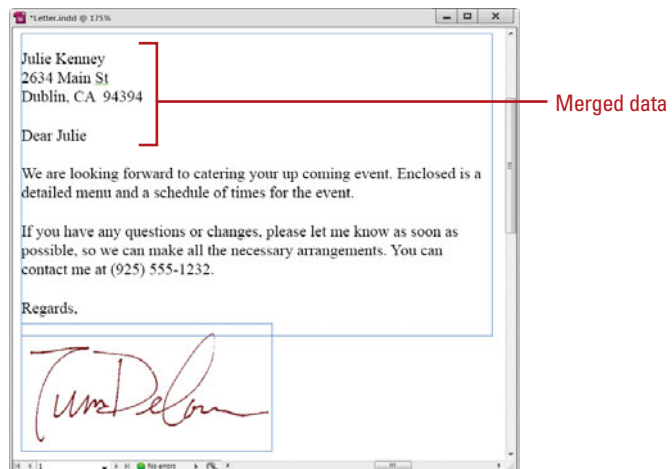 *Letter.indd @ 175%
Julie Kenney
2634 Main St
Dublin, CA  94394
Merged data
Dear Julie
We are looking forward to catering your up coming event. Enclosed is a
detailed menu and a schedule of times for the event.
If you have any questions or changes, please let me know as soon as
possible, so we can make all the necessary arrangements. You can
contact me at (925) 555-1232.
Regards,
1
No errors